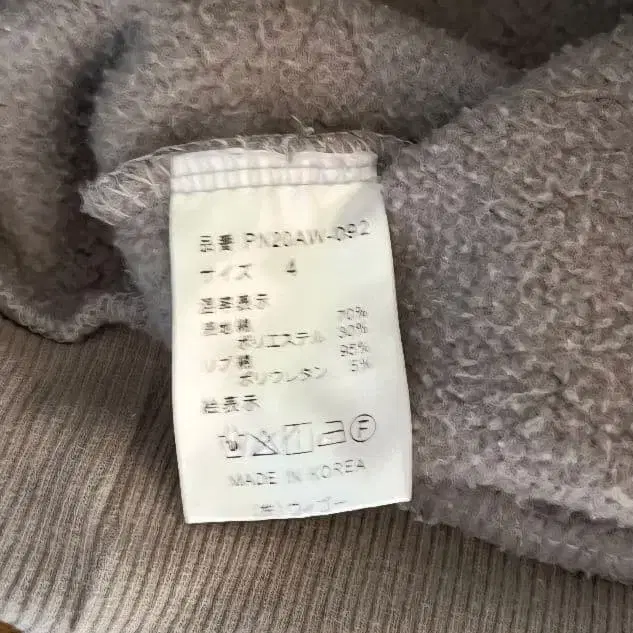 品番 PN20AW-092
サイズ 4
混率表示
生地 綿 70%
ポリエステル 30%
リブ 綿 95%
ポリウレタン 5%
絵表示
F
MADE IN KOREA